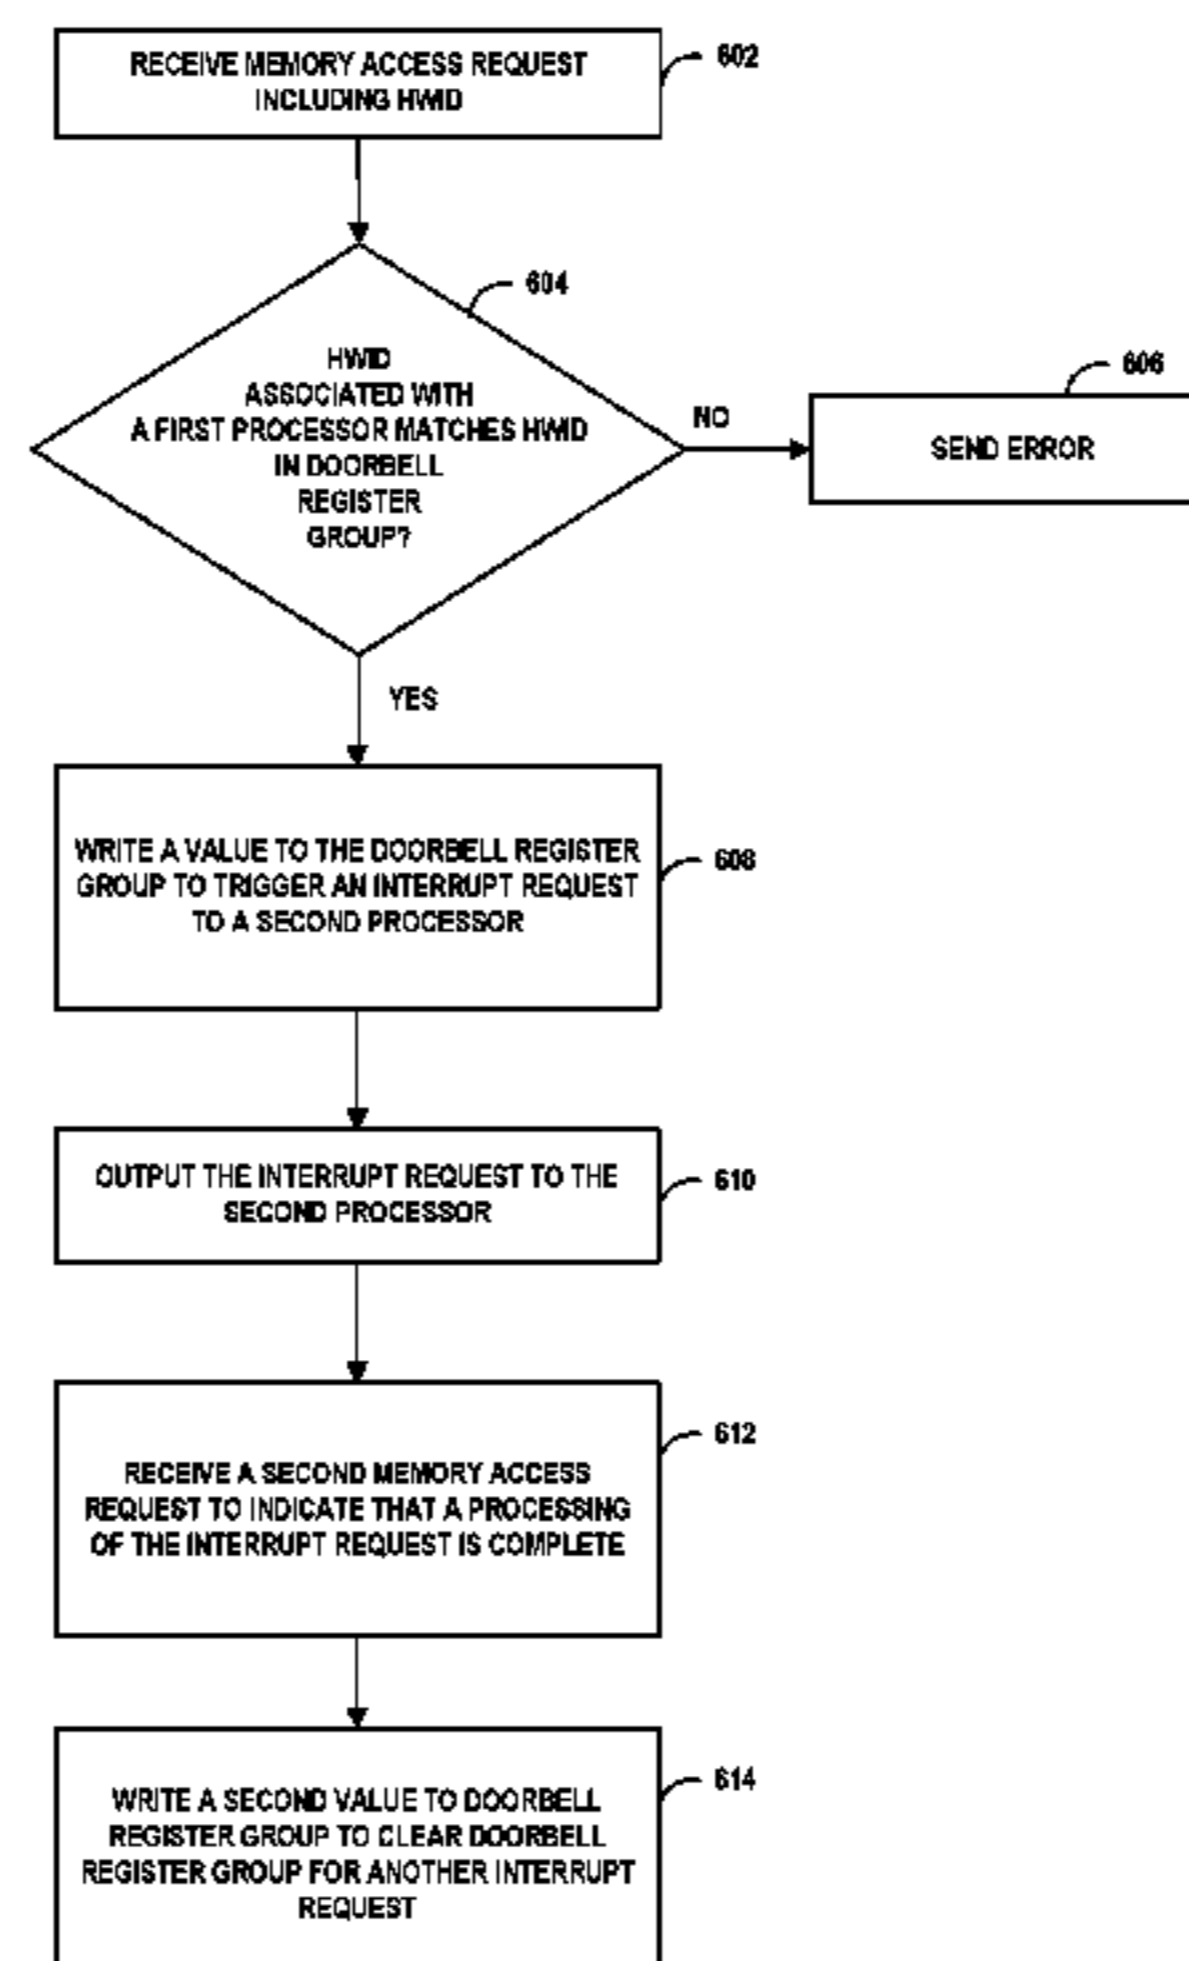 RECEIVE MEMORY ACCESS REQUEST
INCLUDING HWID
602
604
HWID
ASSOCIATED WITH
A FIRST PROCESSOR MATCHES HWID
IN DOORBELL
REGISTER
GROUP?
NO
606
SEND ERROR
YES
WRITE A VALUE TO THE DOORBELL REGISTER
GROUP TO TRIGGER AN INTERRUPT REQUEST
TO A SECOND PROCESSOR
608
OUTPUT THE INTERRUPT REQUEST TO THE
SECOND PROCESSOR
610
RECEIVE A SECOND MEMORY ACCESS
REQUEST TO INDICATE THAT A PROCESSING
OF THE INTERRUPT REQUEST IS COMPLETE
612
WRITE A SECOND VALUE TO DOORBELL
REGISTER GROUP TO CLEAR DOORBELL
REGISTER GROUP FOR ANOTHER INTERRUPT
REQUEST
614